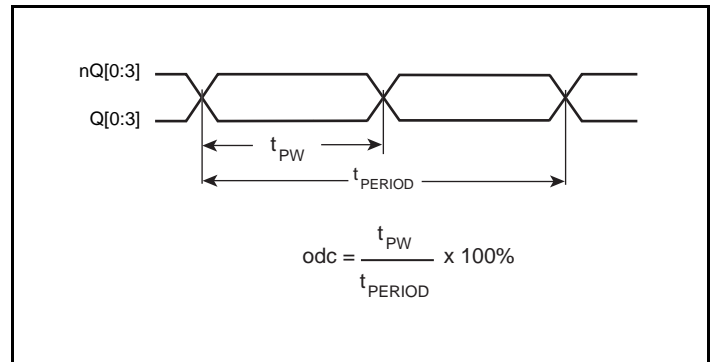 nQ[0:3]
Q[0:3]
tPW
tPERIOD
odc = tPW / tPERIOD x 100%